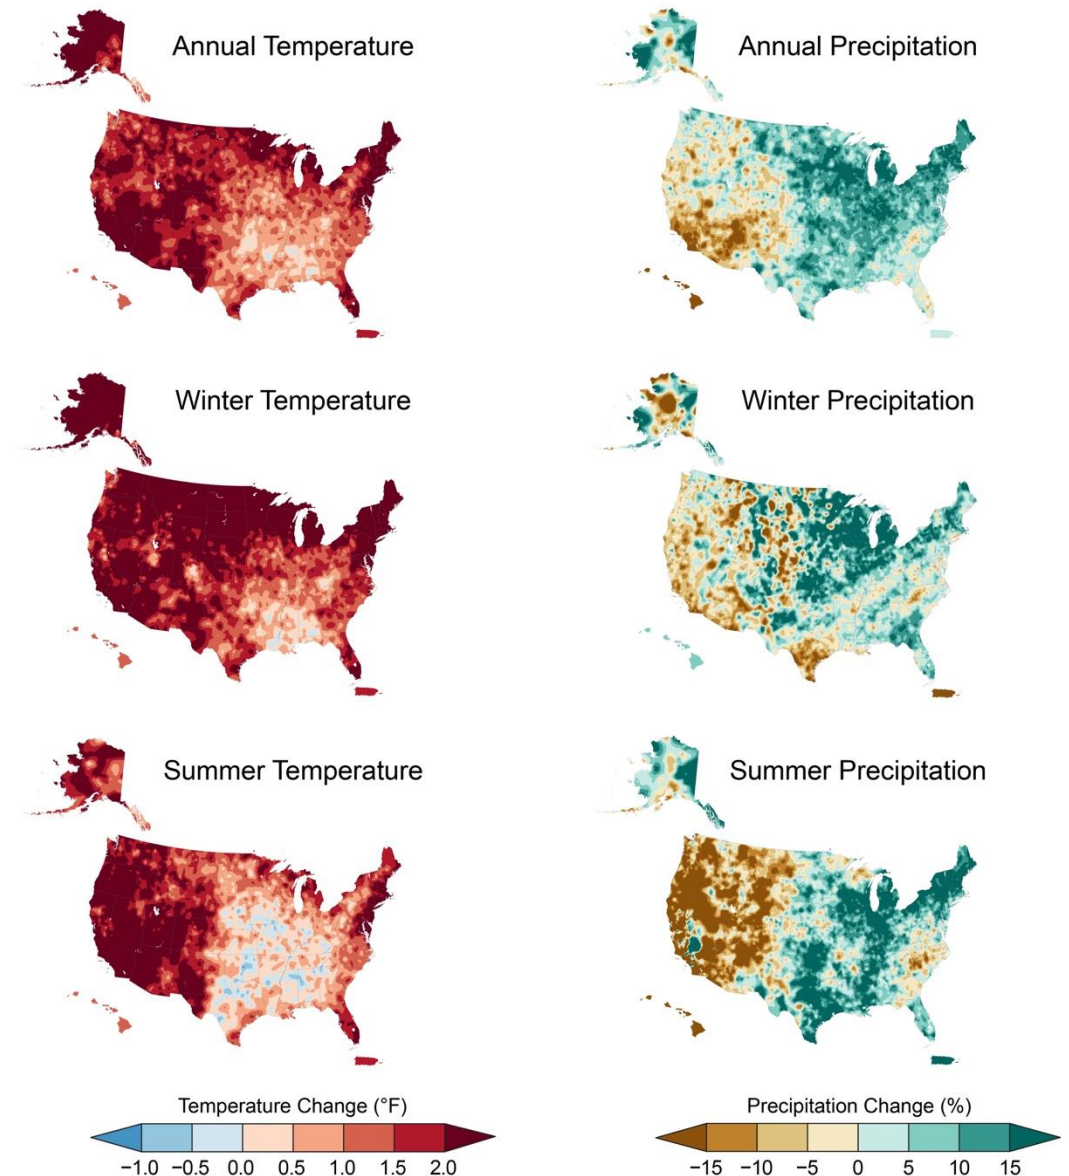 Annual Temperature
Annual Precipitation
Winter Temperature
Winter Precipitation
Summer Temperature
Summer Precipitation
Temperature Change (°F)
−1.0 −0.5 0.0 0.5 1.0 1.5 2.0
Precipitation Change (%)
−15 −10 −5 0 5 10 15